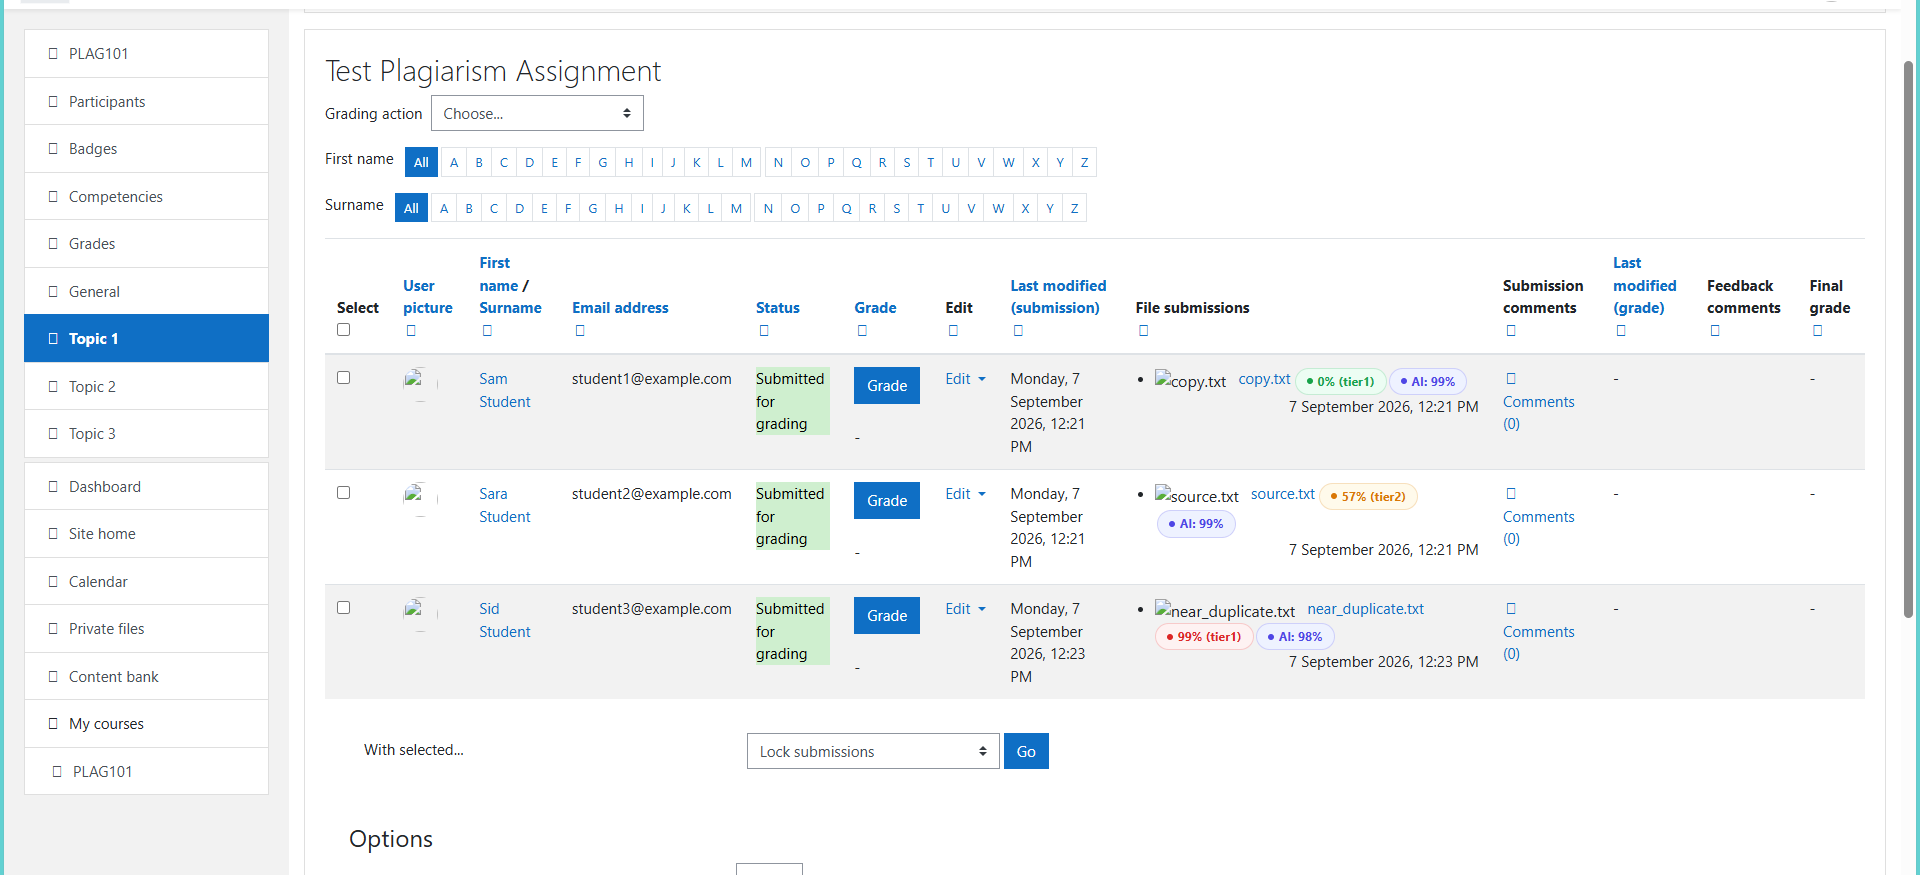 PLAG101
Participants
Badges
Competencies
Grades
General
Topic 1
Topic 2
Topic 3
Dashboard
Site home
Calendar
Private files
Content bank
My courses
PLAG101
Test Plagiarism Assignment
Grading action Choose...
First name All A B C D E F G H I J K L M N O P Q R S T U V W X Y Z
Surname All A B C D E F G H I J K L M N O P Q R S T U V W X Y Z
Select
User
picture
First
name /
Surname
Email address
Status
Grade
Edit
Last modified
(submission)
File submissions
Submission
comments
Last
modified
(grade)
Feedback
comments
Final
grade
Sam
Student
student1@example.com
Submitted
for
grading
Grade
-
Edit
Monday, 7
September
2026, 12:21
PM
• copy.txt copy.txt • 0% (tier1) • AI: 99%
7 September 2026, 12:21 PM
Comments
(0)
-
-
Sara
Student
student2@example.com
Submitted
for
grading
Grade
-
Edit
Monday, 7
September
2026, 12:21
PM
• source.txt source.txt • 57% (tier2)
• AI: 99%
7 September 2026, 12:21 PM
Comments
(0)
-
-
Sid
Student
student3@example.com
Submitted
for
grading
Grade
-
Edit
Monday, 7
September
2026, 12:23
PM
• near_duplicate.txt near_duplicate.txt
• 99% (tier1) • AI: 98%
7 September 2026, 12:23 PM
Comments
(0)
-
-
With selected... Lock submissions Go
Options